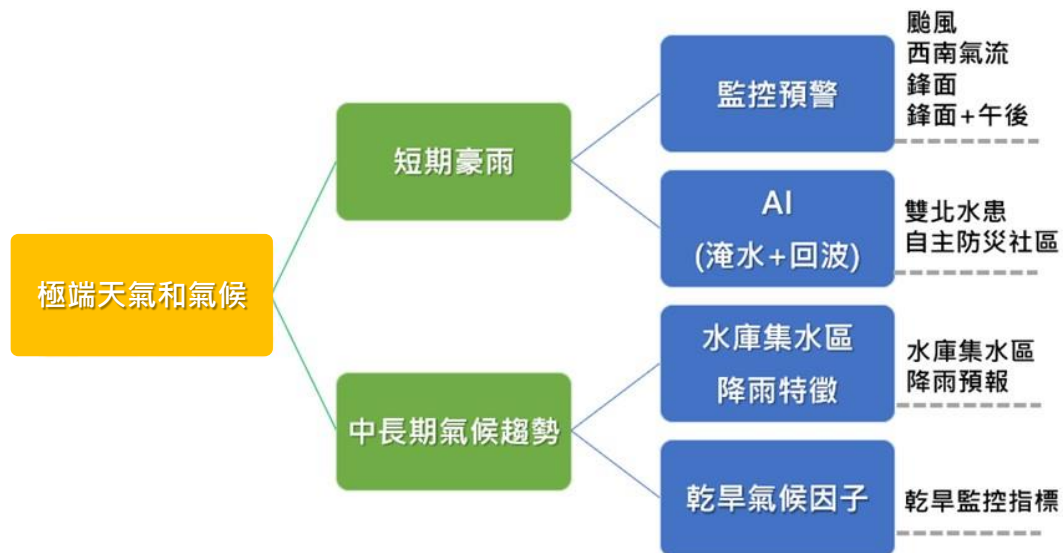 極端天氣和氣候
短期豪雨
中長期氣候趨勢
監控預警
颱風
西南氣流
鋒面
鋒面+午後
AI
(淹水+回波)
雙北水患
自主防災社區
水庫集水區
降雨特徵
水庫集水區
降雨預報
乾旱氣候因子
乾旱監控指標